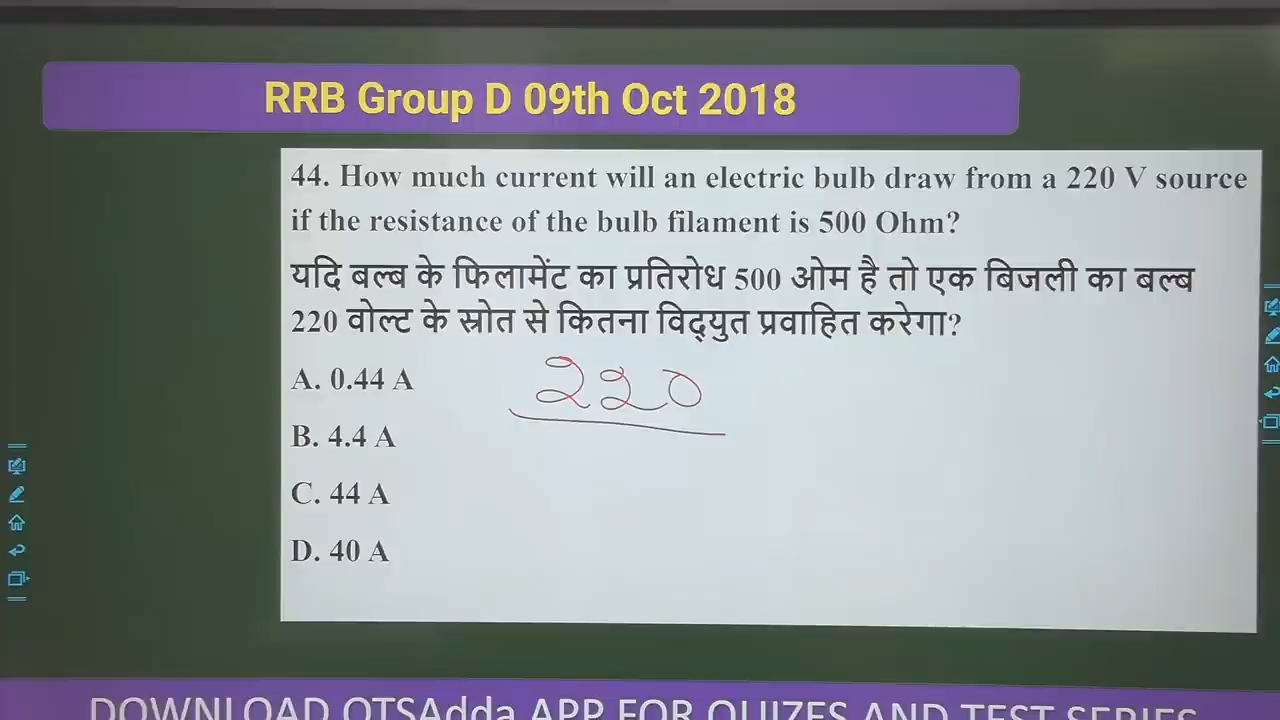 RRB Group D 09th Oct 2018
44. How much current will an electric bulb draw from a 220 V source
if the resistance of the bulb filament is 500 Ohm?
यदि बल्ब के फिलामेंट का प्रतिरोध 500 ओम है तो एक बिजली का बल्ब
220 वोल्ट के स्रोत से कितना विद्युत प्रवाहित करेगा?
A. 0.44 A
220
B. 4.4 A
C. 44 A
D. 40 A
DOWNLOAD OTSAdda APP FOR QUIZES AND TEST SERIES